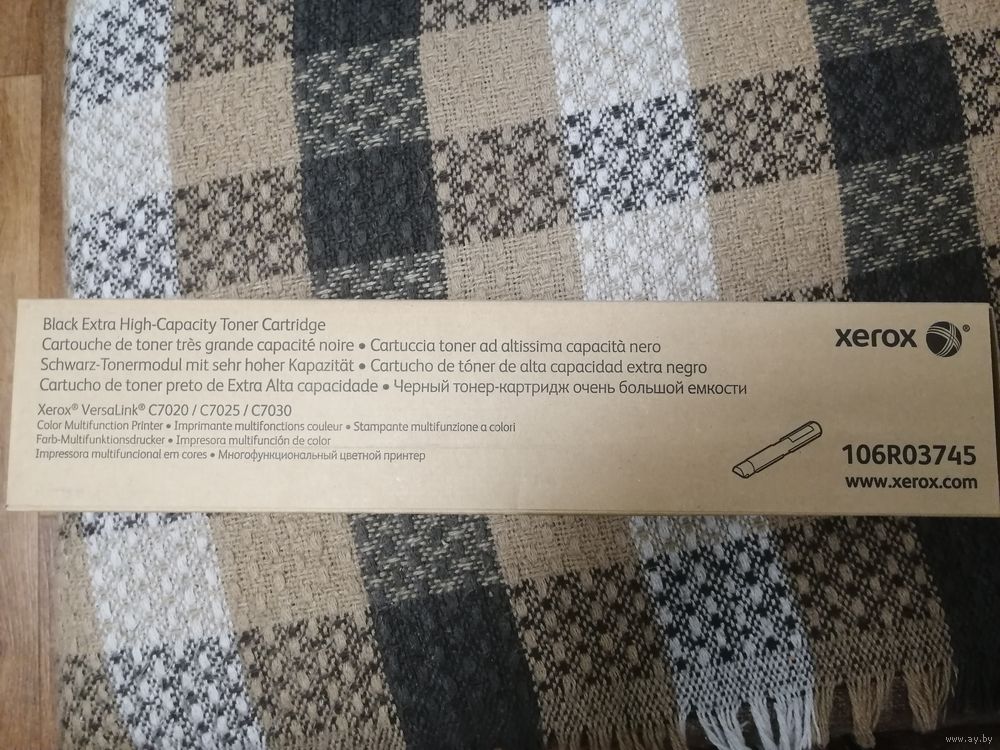 Black Extra High-Capacity Toner Cartridge
Cartouche de toner très grande capacité noire • Cartuccia toner ad altissima capacità nero
Schwarz-Tonermodul mit sehr hoher Kapazität • Cartucho de tóner de alta capacidad extra negro
Cartucho de toner preto de Extra Alta capacidade • Черный тонер-картридж очень большой емкости
Xerox® VersaLink® C7020 / C7025 / C7030
Color Multifunction Printer • Imprimante multifonctions couleur • Stampante multifunzione a colori
Farb-Multifunktionsdrucker • Impresora multifunción de color
Impressora multifuncional em cores • Многофункциональный цветной принтер
xerox ®
106R03745
www.xerox.com
www.ay.by